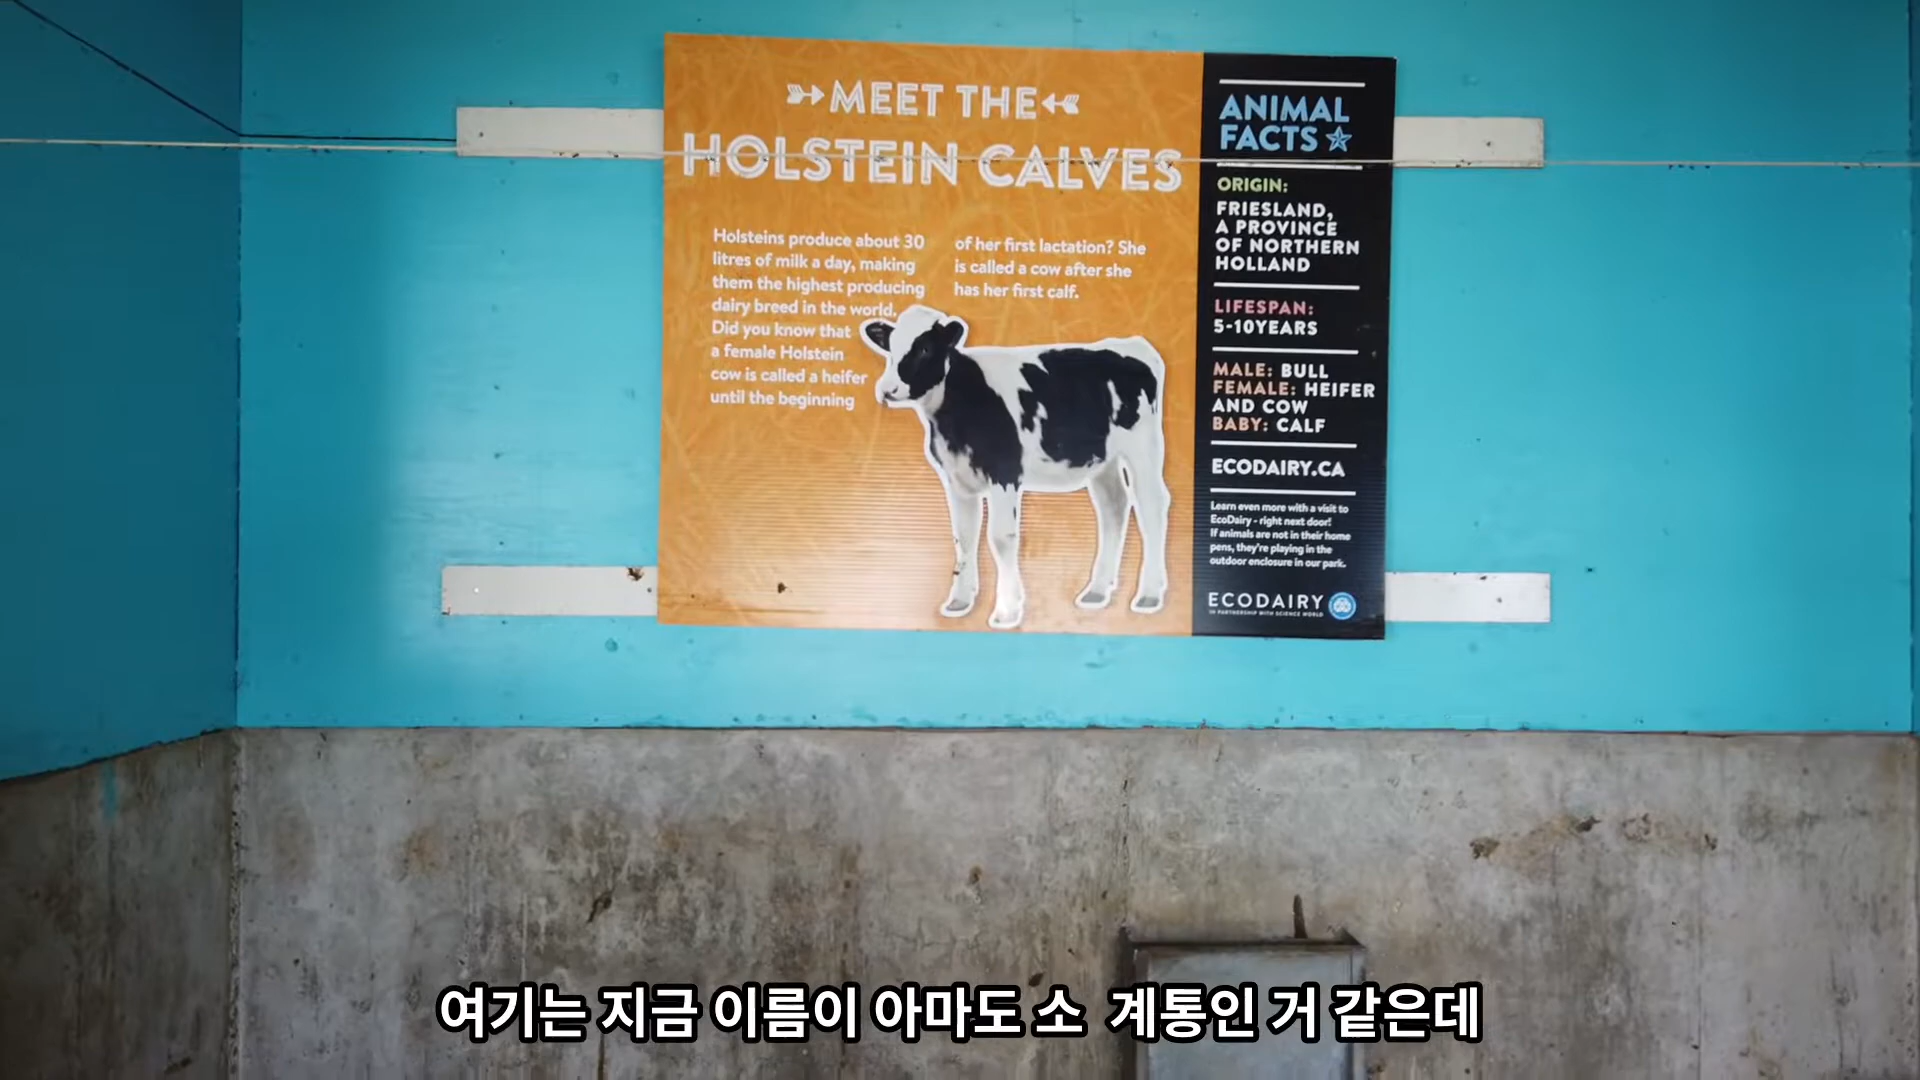 MEET THE
HOLSTEIN CALVES
Holsteins produce about 30
litres of milk a day, making
them the highest producing
dairy breed in the world.
Did you know that
a female Holstein
cow is called a heifer
until the beginning
of her first lactation? She
is called a cow after she
has her first calf.
ANIMAL
FACTS
ORIGIN:
FRIESLAND,
A PROVINCE
OF NORTHERN
HOLLAND
LIFESPAN:
5-10YEARS
MALE: BULL
FEMALE: HEIFER
AND COW
BABY: CALF
ECODAIRY.CA
Learn even more with a visit to
EcoDairy - right next door!
If animals are not in their home
pens, they're playing in the
outdoor enclosure in our park.
ECODAIRY
IN PARTNERSHIP WITH SCIENCE WORLD
여기는 지금 이름이 아마도 소 계통인 거 같은데